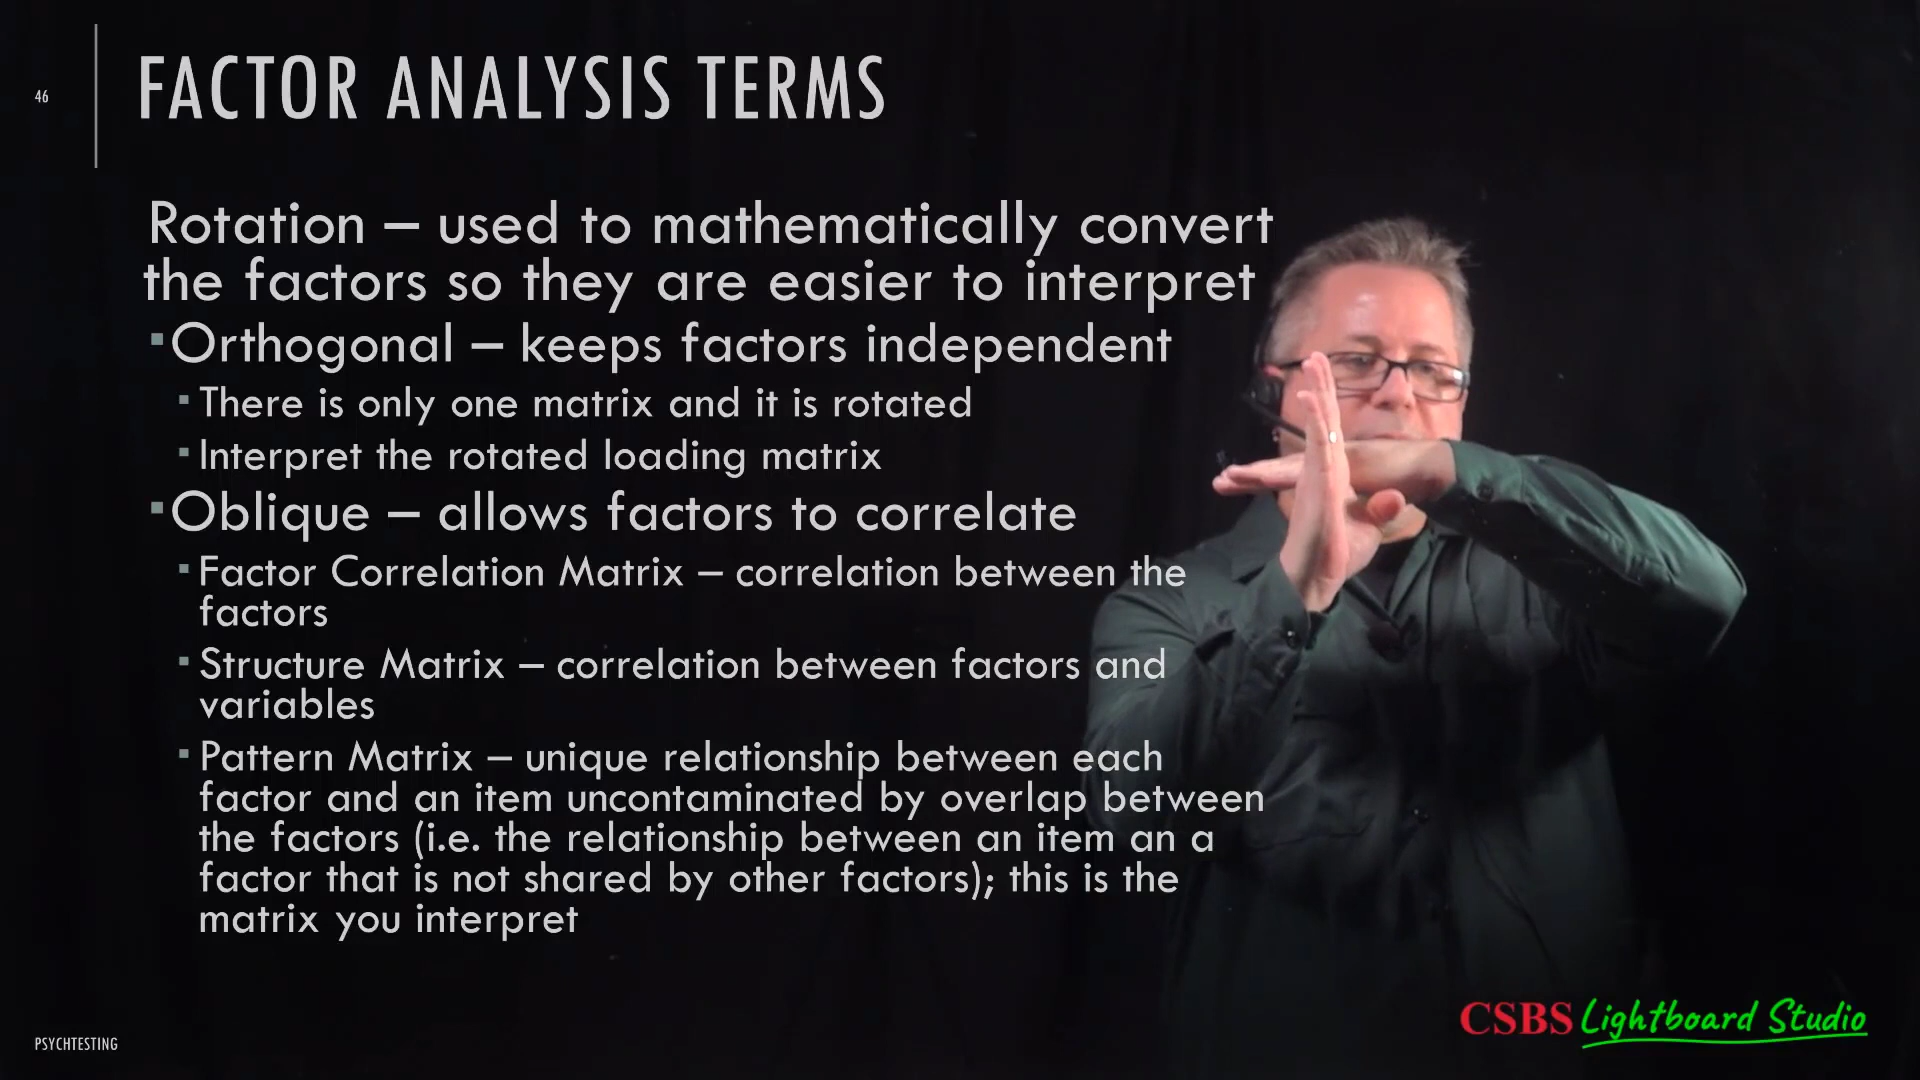 46
FACTOR ANALYSIS TERMS
Rotation – used to mathematically convert
the factors so they are easier to interpret
▪Orthogonal – keeps factors independent
▪There is only one matrix and it is rotated
▪Interpret the rotated loading matrix
▪Oblique – allows factors to correlate
▪Factor Correlation Matrix – correlation between the
factors
▪Structure Matrix – correlation between factors and
variables
▪Pattern Matrix – unique relationship between each
factor and an item uncontaminated by overlap between
the factors (i.e. the relationship between an item an a
factor that is not shared by other factors); this is the
matrix you interpret
PSYCHTESTING
CSBS Lightboard Studio